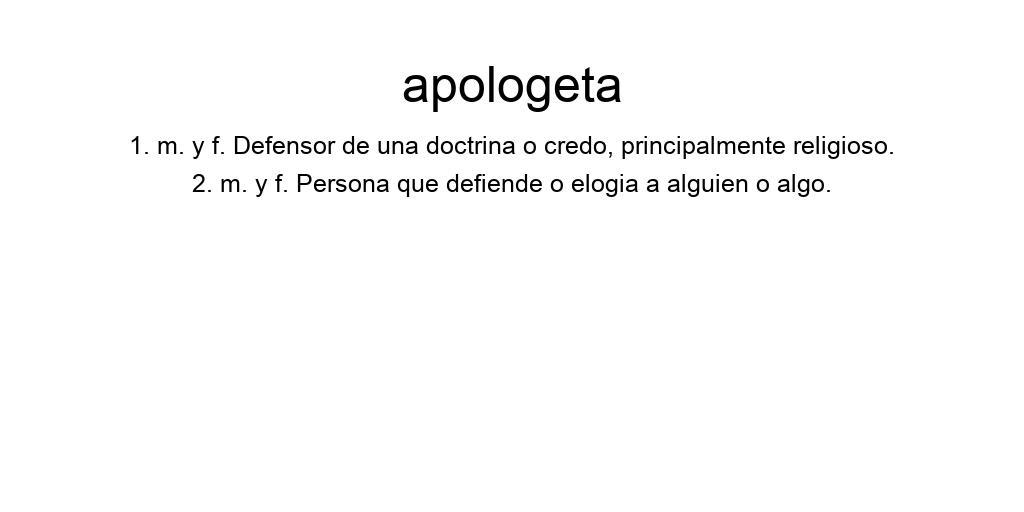 apologeta
1. m. y f. Defensor de una doctrina o credo, principalmente religioso.
2. m. y f. Persona que defiende o elogia a alguien o algo.